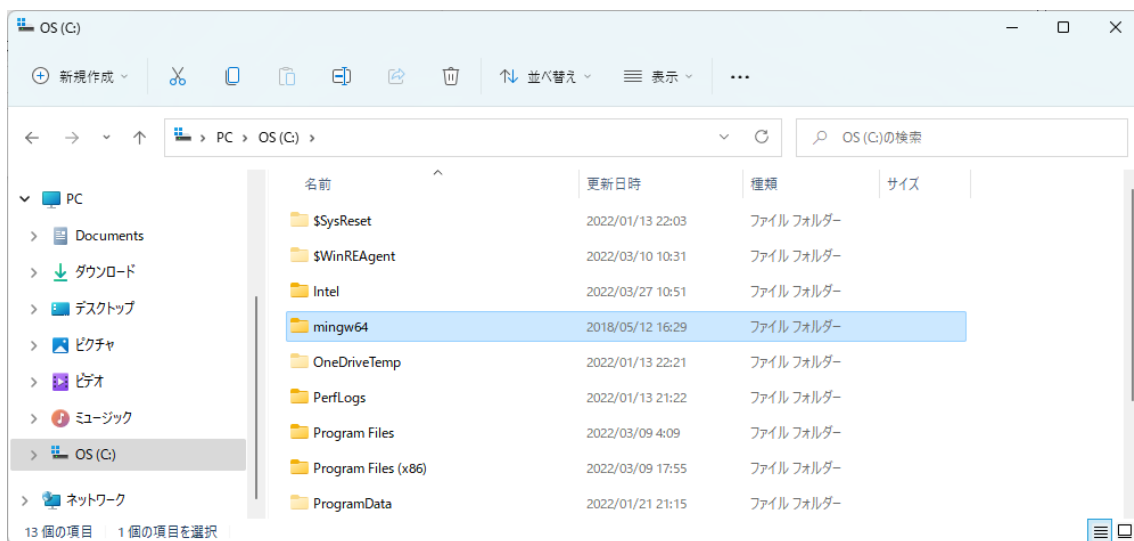 OS (C:)
新規作成 並べ替え 表示
PC > OS (C:) > OS (C:)の検索
名前 更新日時 種類 サイズ
PC
Documents
ダウンロード
デスクトップ
ピクチャ
ビデオ
ミュージック
OS (C:)
ネットワーク
$SysReset 2022/01/13 22:03 ファイル フォルダー
$WinREAgent 2022/03/10 10:31 ファイル フォルダー
Intel 2022/03/27 10:51 ファイル フォルダー
mingw64 2018/05/12 16:29 ファイル フォルダー
OneDriveTemp 2022/01/13 22:21 ファイル フォルダー
PerfLogs 2022/01/13 21:22 ファイル フォルダー
Program Files 2022/03/09 4:09 ファイル フォルダー
Program Files (x86) 2022/03/09 17:55 ファイル フォルダー
ProgramData 2022/01/21 21:15 ファイル フォルダー
13 個の項目 1 個の項目を選択